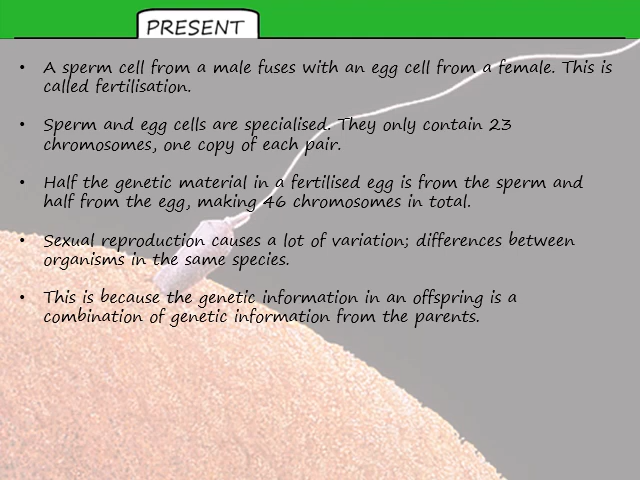 PRESENT
• A sperm cell from a male fuses with an egg cell from a female. This is
called fertilisation.
• Sperm and egg cells are specialised. They only contain 23
chromosomes, one copy of each pair.
• Half the genetic material in a fertilised egg is from the sperm and
half from the egg, making 46 chromosomes in total.
• Sexual reproduction causes a lot of variation; differences between
organisms in the same species.
• This is because the genetic information in an offspring is a
combination of genetic information from the parents.